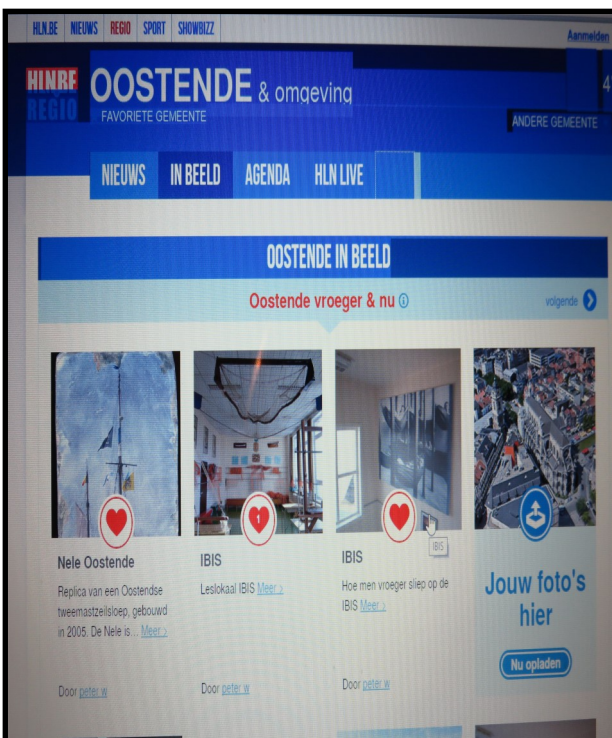 HLN.BE NIEUWS REGIO SPORT SHOWBIZZ
Aanmelden
HINRF
REGIO
OOSTENDE & omgeving
FAVORIETE GEMEENTE
4
ANDERE GEMEENTE
NIEUWS IN BEELD AGENDA HLN LIVE
OOSTENDE IN BEELD
Oostende vroeger & nu
volgende
1
IBIS
Nele Oostende
Replica van een Oostendse
tweemastzeilsloep, gebouwd
in 2005. De Nele is... Meer >
Door peter w
IBIS
Leslokaal IBIS Meer >
Door peter w
IBIS
Hoe men vroeger sliep op de
IBIS Meer >
Door peter w
Jouw foto's
hier
Nu opladen